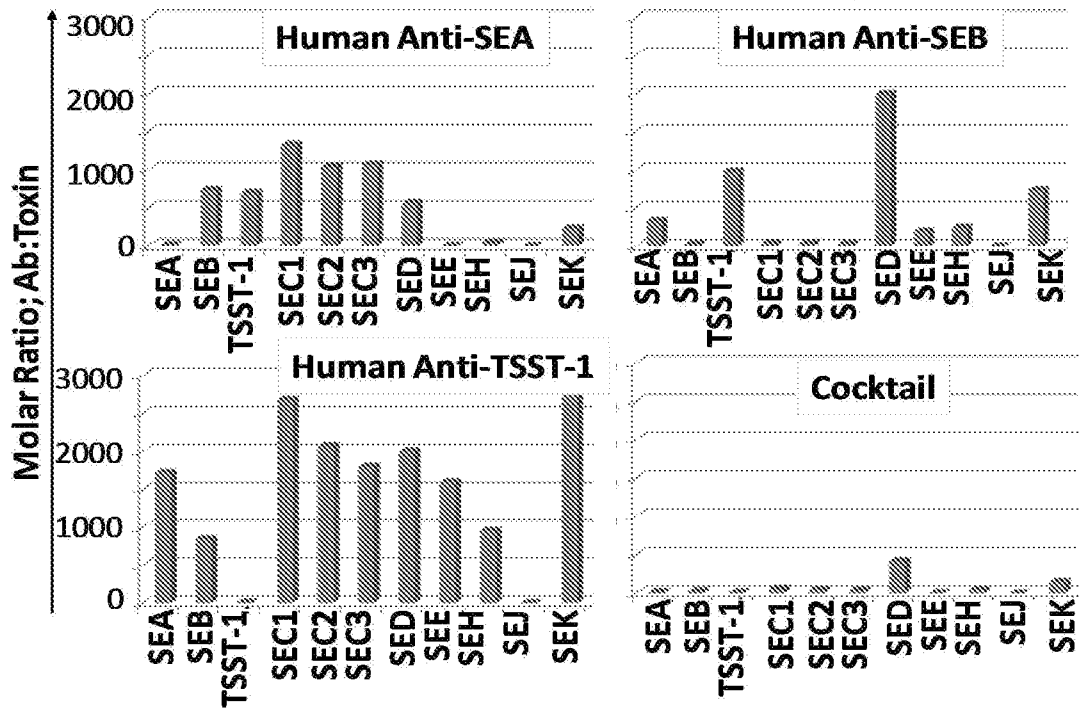 Molar Ratio; Ab:Toxin
Human Anti-SEA
3000
2000
1000
0
SEA
SEB
TSST-1
SEC1
SEC2
SEC3
SED
SEE
SEH
SEJ
SEK
Human Anti-SEB
SEA
SEB
TSST-1
SEC1
SEC2
SEC3
SED
SEE
SEH
SEJ
SEK
Human Anti-TSST-1
3000
2000
1000
0
SEA
SEB
TSST-1
SEC1
SEC2
SEC3
SED
SEE
SEH
SEJ
SEK
Cocktail
SEA
SEB
TSST-1
SEC1
SEC2
SEC3
SED
SEE
SEH
SEJ
SEK